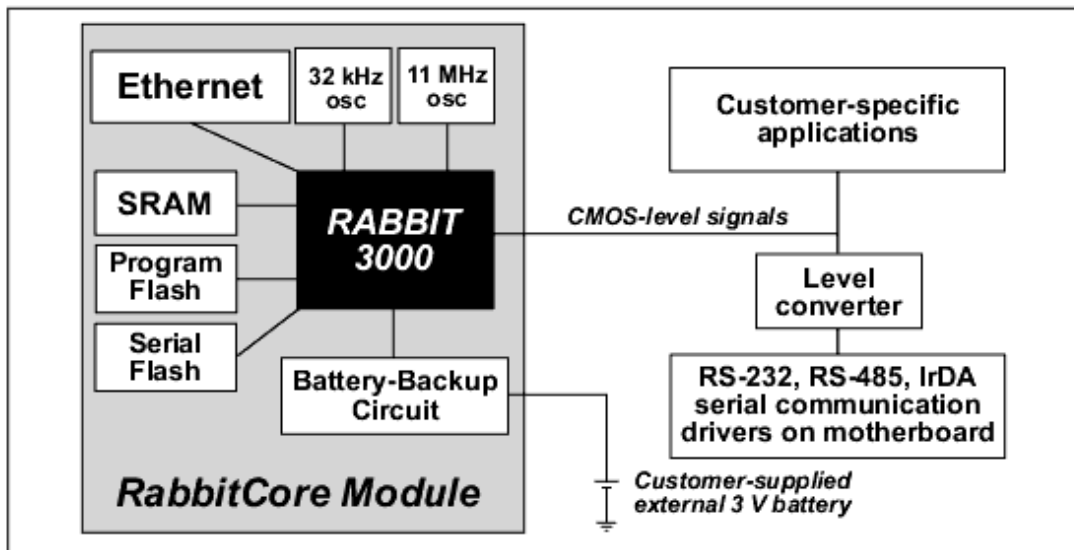 Ethernet
32 kHz
osc
11 MHz
osc
Customer-specific
applications
SRAM
RABBIT
3000
CMOS-level signals
Program
Flash
Level
converter
Serial
Flash
Battery-Backup
Circuit
RS-232, RS-485, IrDA
serial communication
drivers on motherboard
RabbitCore Module
Customer-supplied
external 3 V battery